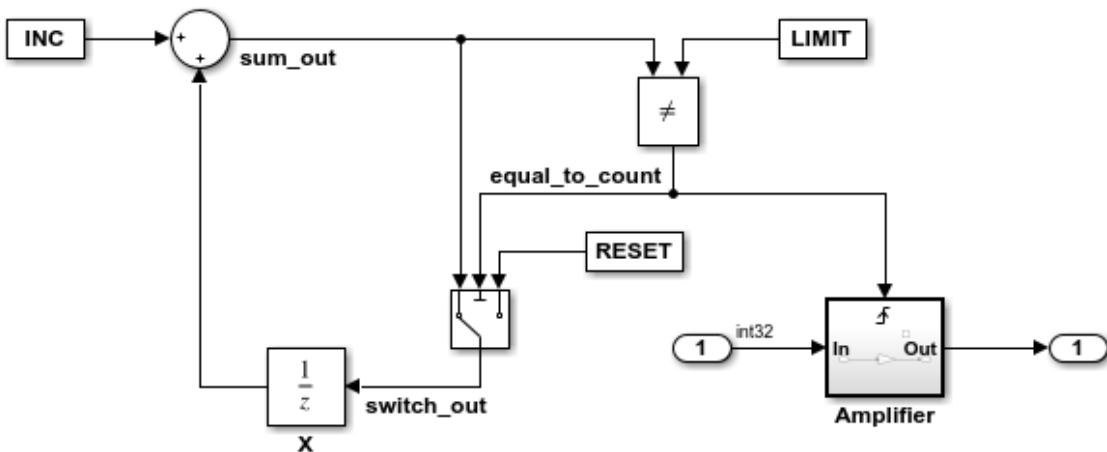 INC
+
+
sum_out
LIMIT
≠
equal_to_count
RESET
1
int32
In
Out
1
Amplifier
1
z
switch_out
X